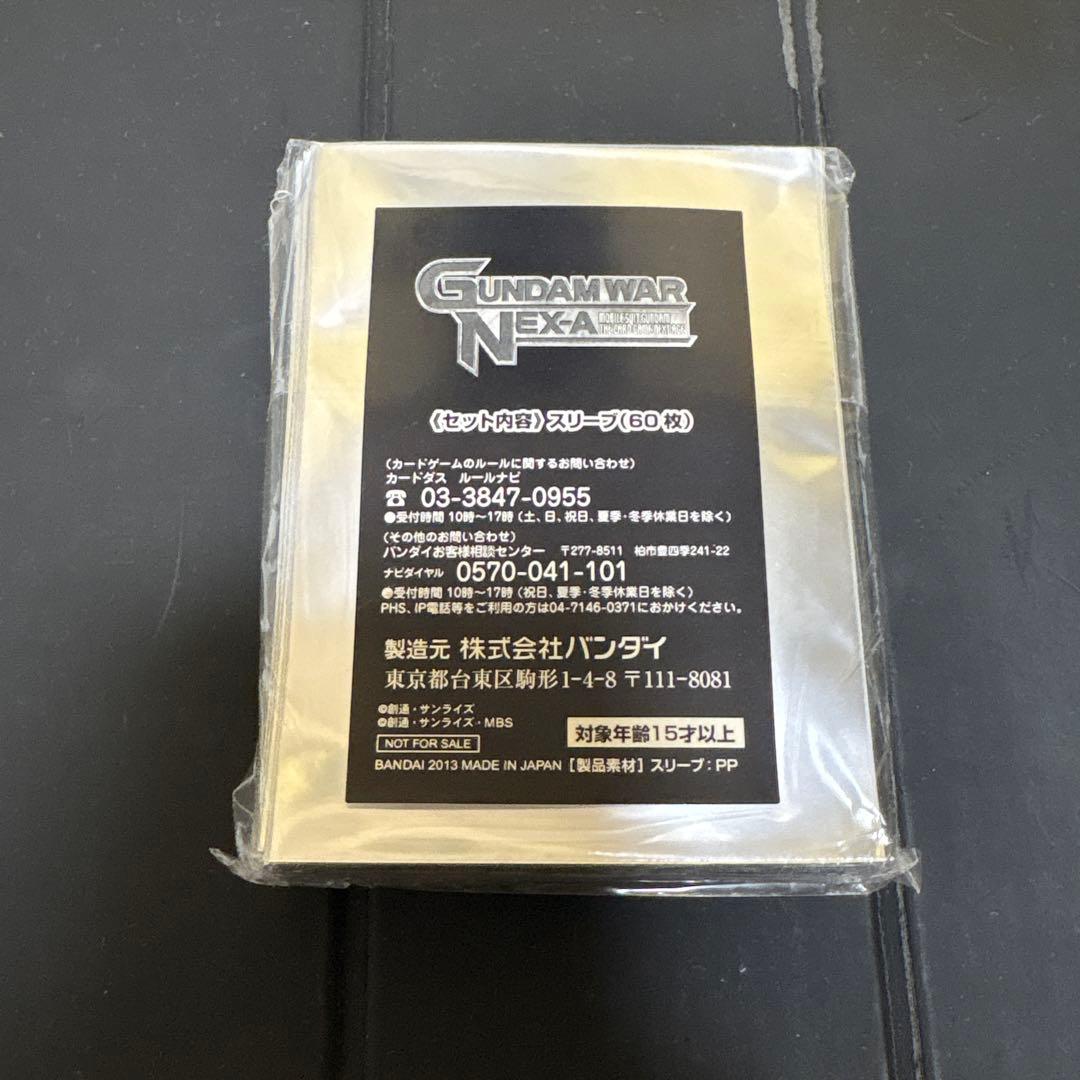 GUNDAM WAR
NEX-A
MOBILE SUIT GUNDAM
THE CARD GAME NEXT AGE
《セット内容》スリーブ(60枚)
(カードゲームのルールに関するお問い合わせ)
カードダス ルールナビ
☎ 03-3847-0955
●受付時間 10時〜17時(土、日、祝日、夏季・冬季休業日を除く)
(その他のお問い合わせ)
バンダイお客様相談センター 〒277-8511 柏市豊四季241-22
ナビダイヤル 0570-041-101
●受付時間 10時〜17時(祝日、夏季・冬季休業日を除く)
PHS、IP電話等をご利用の方は04-7146-0371におかけください。
製造元 株式会社バンダイ
東京都台東区駒形1-4-8 〒111-8081
©創通・サンライズ
©創通・サンライズ・MBS
NOT FOR SALE
対象年齢15才以上
BANDAI 2013 MADE IN JAPAN [製品素材] スリーブ:PP